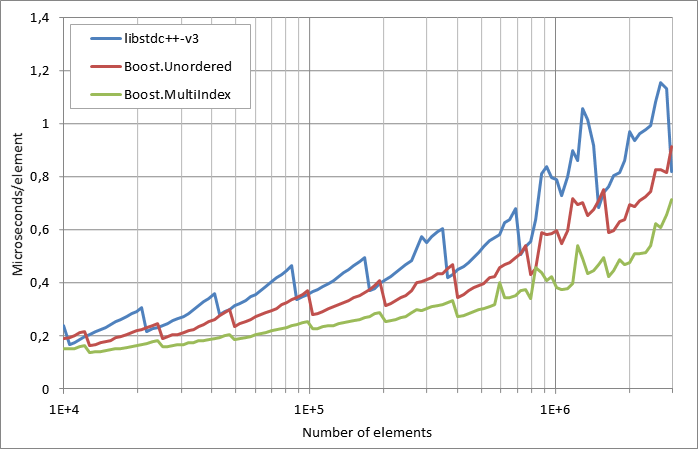 1,4
libstdc++-v3
1,2
Boost.Unordered
Boost.MultiIndex
1
0,8
Microseconds/element
0,6
0,4
0,2
0
1E+4
1E+5
1E+6
Number of elements